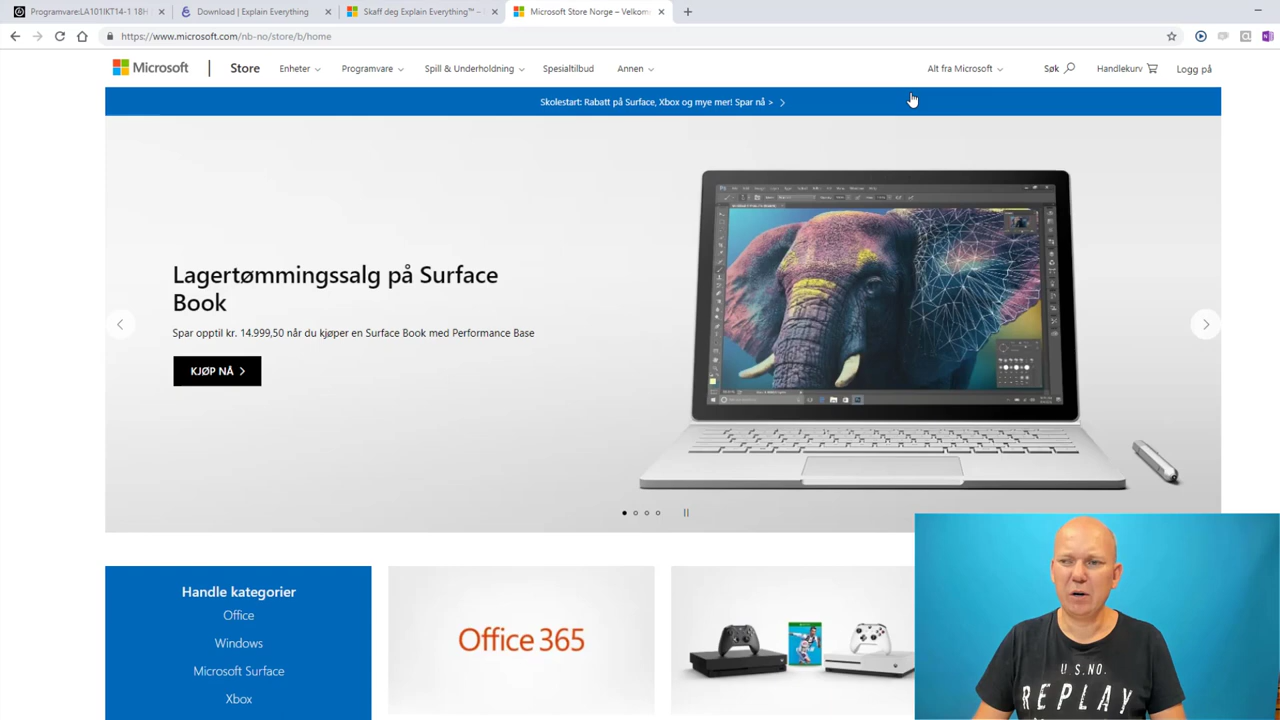 Programvare:LA101IKT14-1 18H
Download | Explain Everything
Skaff deg Explain Everything™ –
Microsoft Store Norge – Velkom
https://www.microsoft.com/nb-no/store/b/home
Microsoft
Store
Enheter
Programvare
Spill & Underholdning
Spesialtilbud
Annen
Alt fra Microsoft
Søk
Handlekurv
Logg på
Skolestart: Rabatt på Surface, Xbox og mye mer! Spar nå >
Lagertømmingssalg på Surface
Book
Spar opptil kr. 14.999,50 når du kjøper en Surface Book med Performance Base
KJØP NÅ
Handle kategorier
Office
Windows
Microsoft Surface
Xbox
Office 365
U S. NO.
REPLAY